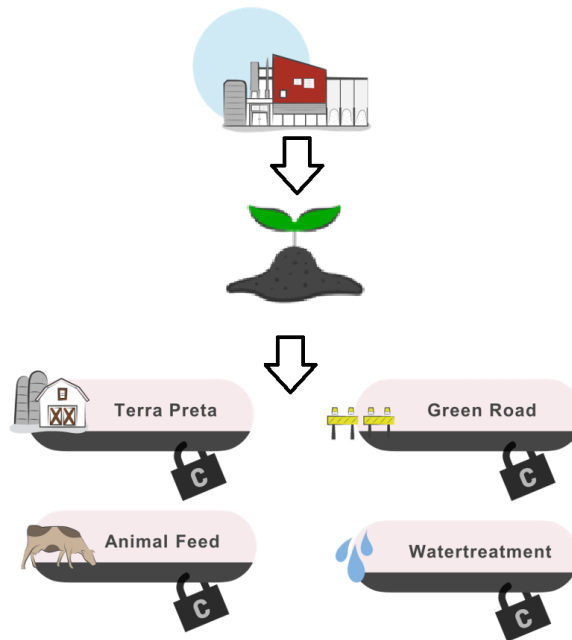 Terra Preta
Green Road
C
C
Animal Feed
Watertreatment
C
C